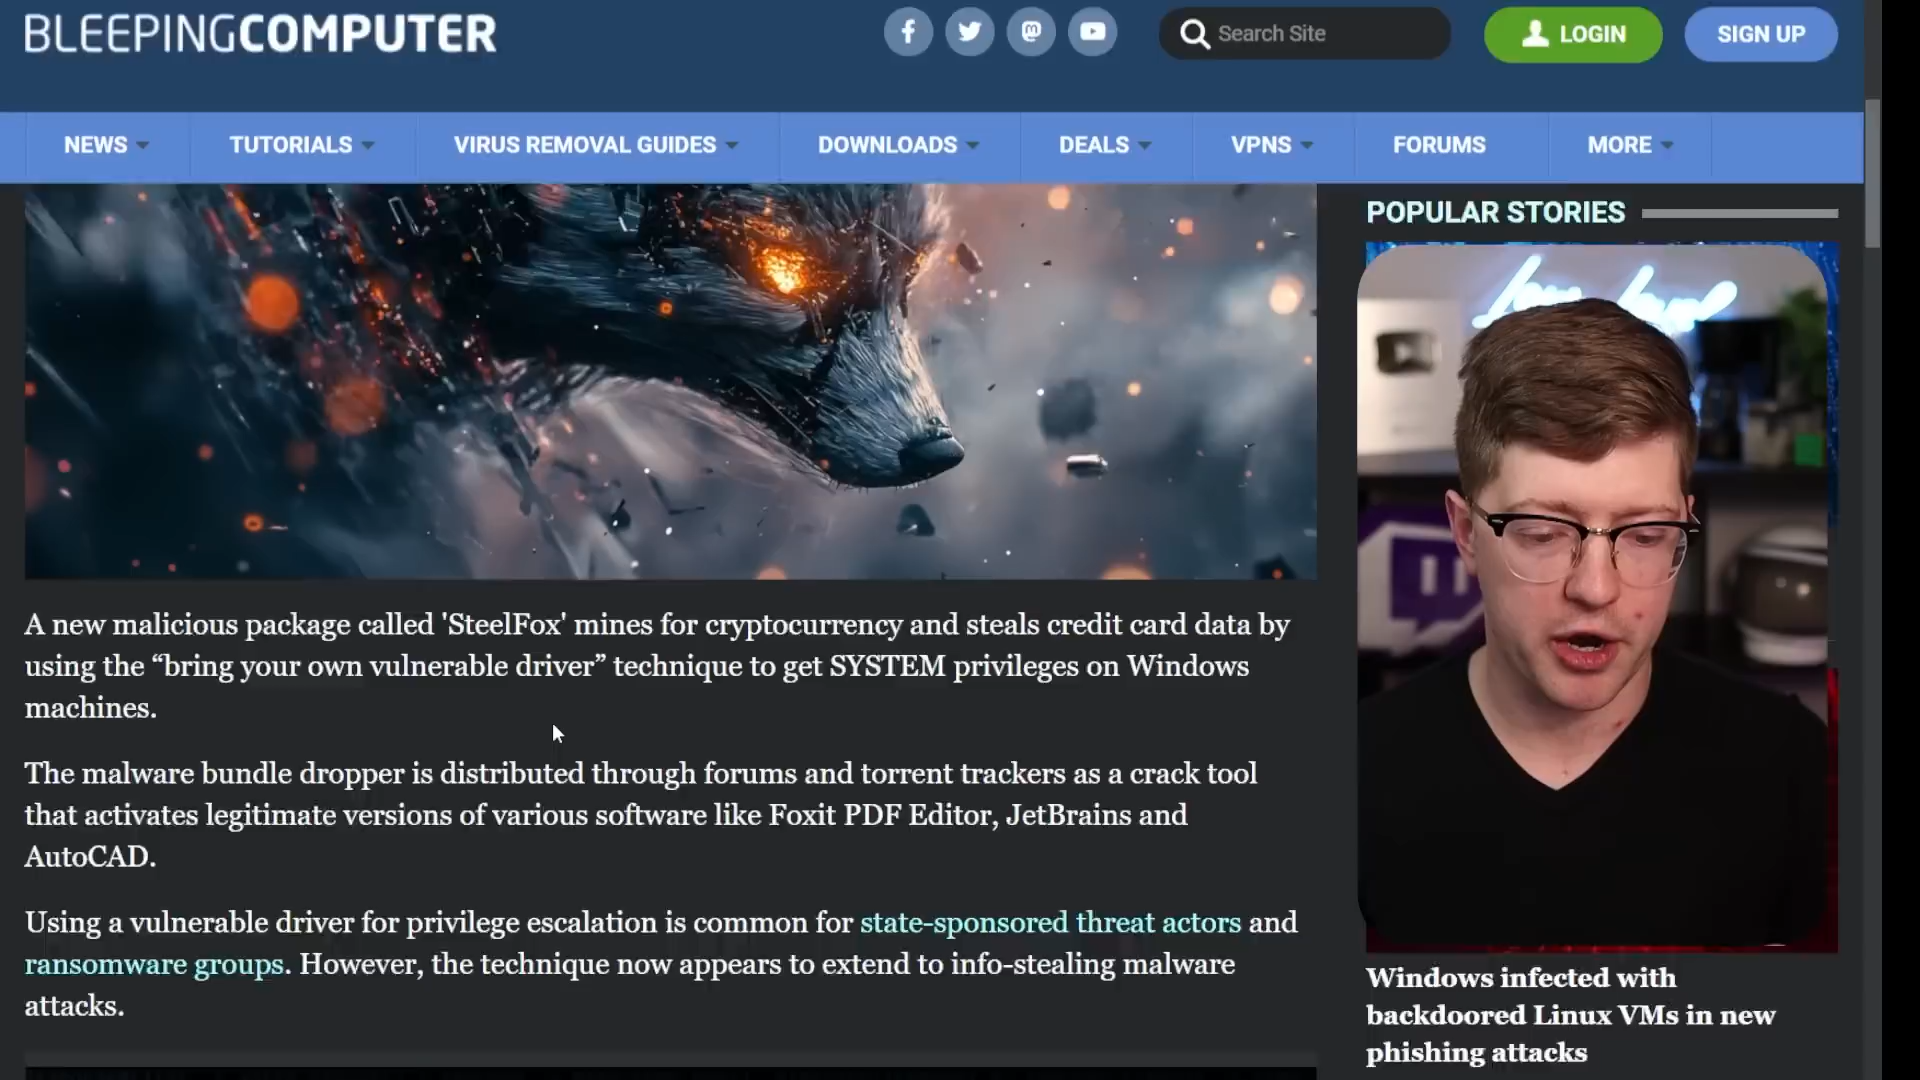 BLEEPINGCOMPUTER
Search Site
LOGIN
SIGN UP
NEWS
TUTORIALS
VIRUS REMOVAL GUIDES
DOWNLOADS
DEALS
VPNS
FORUMS
MORE
POPULAR STORIES
A new malicious package called 'SteelFox' mines for cryptocurrency and steals credit card data by
using the “bring your own vulnerable driver” technique to get SYSTEM privileges on Windows
machines.
The malware bundle dropper is distributed through forums and torrent trackers as a crack tool
that activates legitimate versions of various software like Foxit PDF Editor, JetBrains and
AutoCAD.
Using a vulnerable driver for privilege escalation is common for state-sponsored threat actors and
ransomware groups. However, the technique now appears to extend to info-stealing malware
attacks.
Windows infected with
backdoored Linux VMs in new
phishing attacks